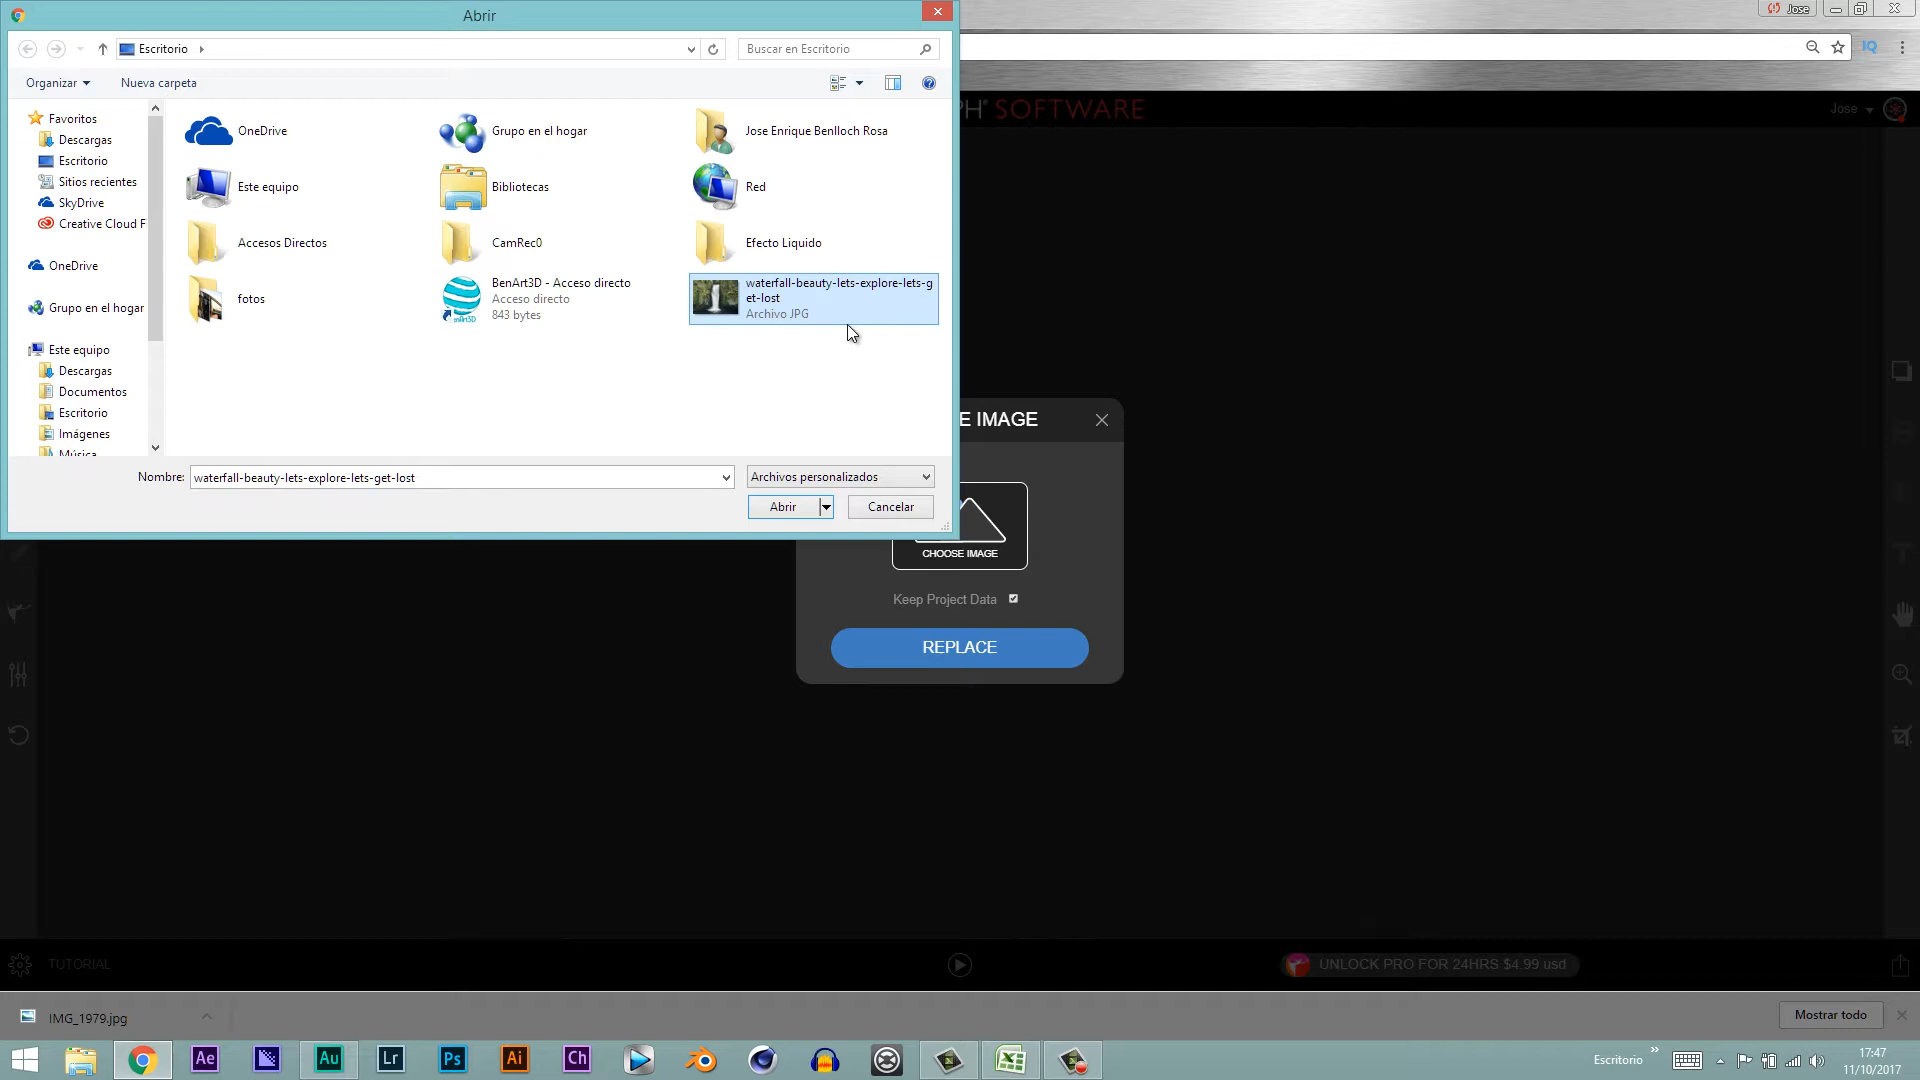 Abrir
Jose
Escritorio
Buscar en Escritorio
IQ
Organizar
Nueva carpeta
SOFTWARE
Jose
Favoritos
Descargas
Escritorio
Sitios recientes
SkyDrive
Creative Cloud F
OneDrive
Grupo en el hogar
Este equipo
Descargas
Documentos
Escritorio
Imágenes
Música
OneDrive
Grupo en el hogar
Jose Enrique Benlloch Rosa
Este equipo
Bibliotecas
Red
Accesos Directos
CamRec0
Efecto Liquido
fotos
BenArt3D - Acceso directo
Acceso directo
843 bytes
waterfall-beauty-lets-explore-lets-g
et-lost
Archivo JPG
Nombre:
waterfall-beauty-lets-explore-lets-get-lost
Archivos personalizados
Abrir
Cancelar
E IMAGE
CHOOSE IMAGE
Keep Project Data
REPLACE
TUTORIAL
UNLOCK PRO FOR 24HRS $4.99 usd
IMG_1979.jpg
Mostrar todo
Ae
Au
Lr
Ps
Ai
Ch
Escritorio
17:47
11/10/2017